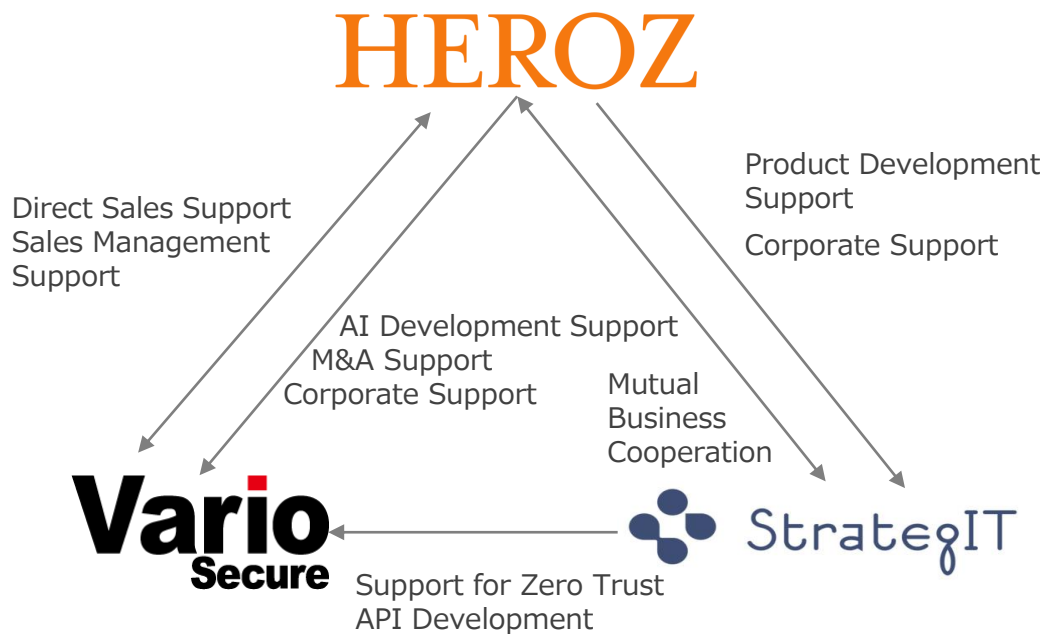 HEROZ
Direct Sales Support
Sales Management
Support
Product Development
Support
Corporate Support
AI Development Support
M&A Support
Corporate Support
Mutual
Business
Cooperation
Vario
Secure
StrategIT
Support for Zero Trust
API Development